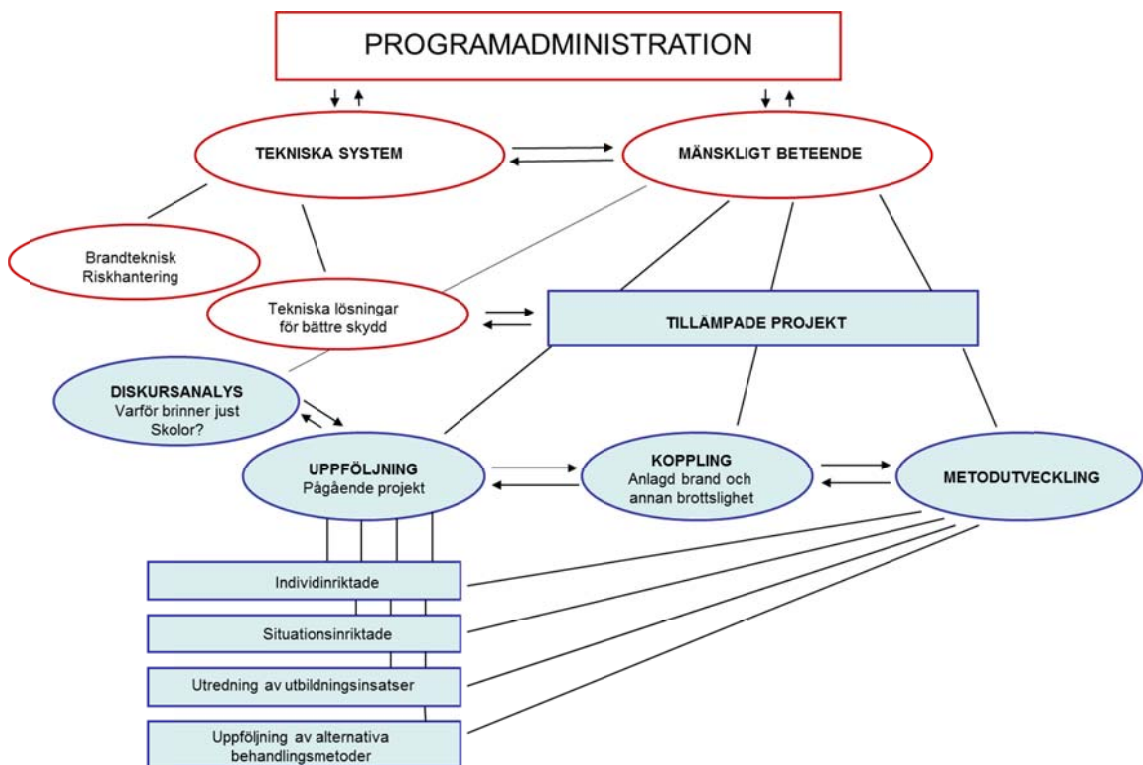 PROGRAMADMINISTRATION
TEKNISKA SYSTEM
MÄNSKLIGT BETEENDE
Brandteknisk
Riskhantering
Tekniska lösningar
för bättre skydd
TILLÄMPADE PROJEKT
DISKURSANALYS
Varför brinner just
Skolor?
UPPFÖLJNING
Pågående projekt
KOPPLING
Anlagd brand och
annan brottslighet
METODUTVECKLING
Individinriktade
Situationsinriktade
Utredning av utbildningsinsatser
Uppföljning av alternativa
behandlingsmetoder